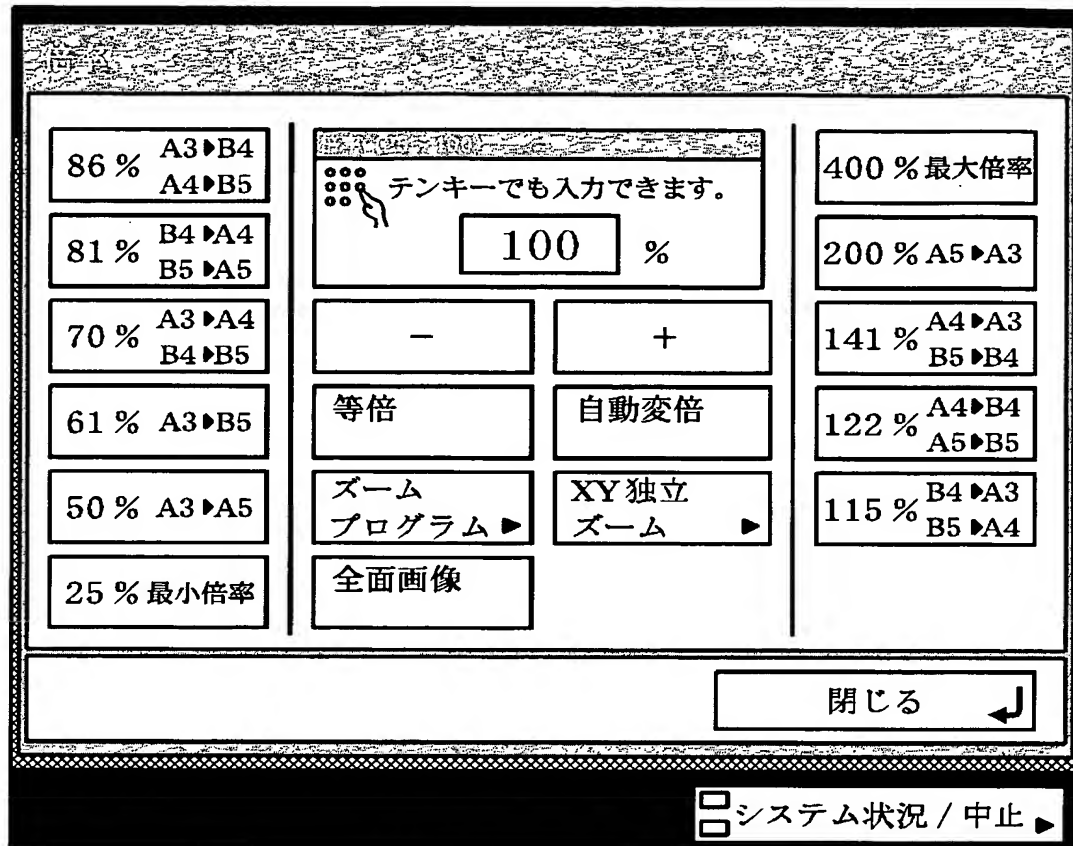 倍率
86 % A3▶B4
A4▶B5
81 % B4▶A4
B5▶A5
70 % A3▶A4
B4▶B5
61 % A3▶B5
50 % A3▶A5
25 % 最小倍率
テンキーでも入力できます。
100 %
− +
等倍 自動変倍
ズーム
プログラム ▶
XY独立
ズーム ▶
全面画像
400 % 最大倍率
200 % A5▶A3
141 % A4▶A3
B5▶B4
122 % A4▶B4
A5▶B5
115 % B4▶A3
B5▶A4
閉じる
システム状況 / 中止 ▶